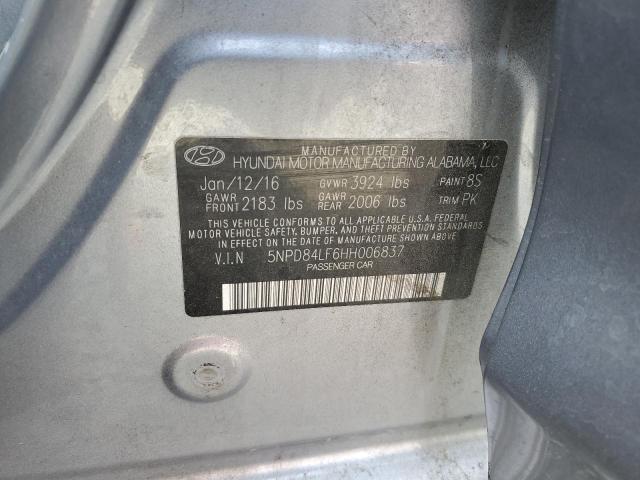 MANUFACTURED BY
HYUNDAI MOTOR MANUFACTURING ALABAMA, LLC
Jan/12/16 GVWR 3924 lbs PAINT 8S
GAWR FRONT 2183 lbs GAWR REAR 2006 lbs TRIM PK
THIS VEHICLE CONFORMS TO ALL APPLICABLE U.S.A. FEDERAL
MOTOR VEHICLE SAFETY, BUMPER, AND THEFT PREVENTION STANDARDS
IN EFFECT ON THE DATE OF MANUFACTURE SHOWN ABOVE.
V.I.N 5NPD84LF6HH006837
PASSENGER CAR